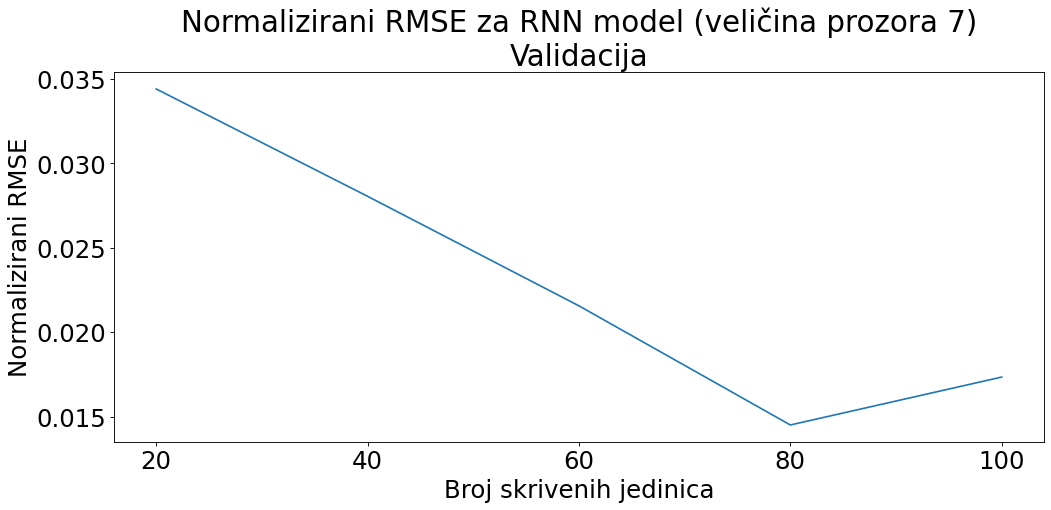 Normalizirani RMSE za RNN model (veličina prozora 7)
Validacija
Normalizirani RMSE
0.035
0.030
0.025
0.020
0.015
20
40
60
80
100
Broj skrivenih jedinica